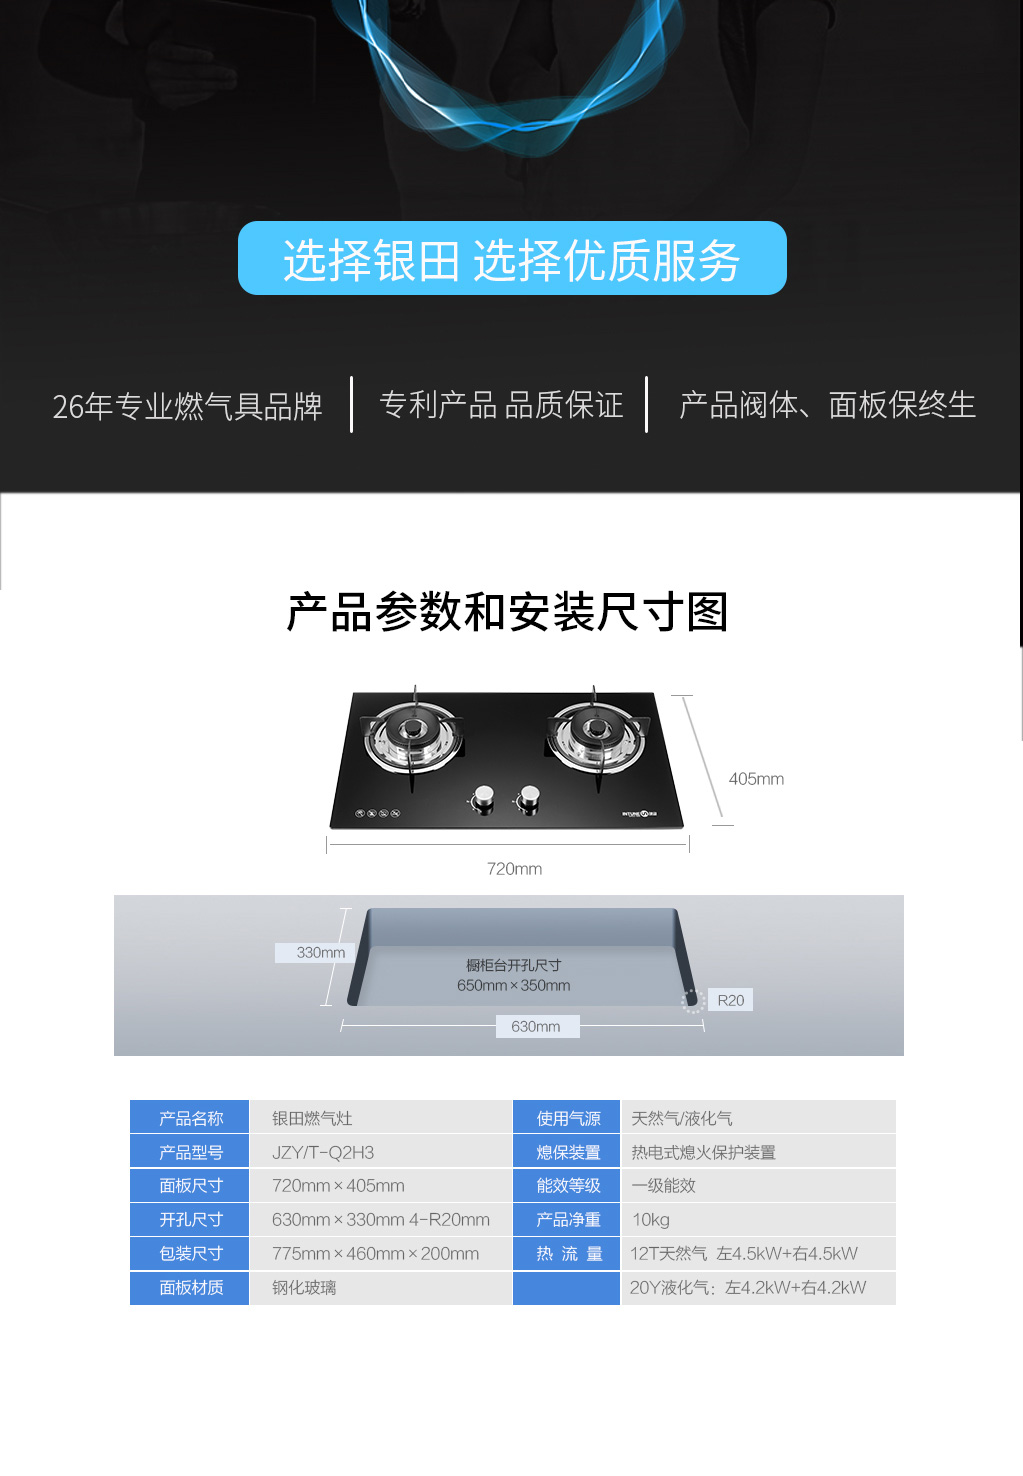 选择银田 选择优质服务
26年专业燃气具品牌
专利产品 品质保证
产品阀体、面板保终生
产品参数和安装尺寸图
405mm
720mm
330mm
橱柜台开孔尺寸
650mm×350mm
R20
630mm
产品名称 银田燃气灶 使用气源 天然气/液化气
产品型号 JZY/T-Q2H3 熄保装置 热电式熄火保护装置
面板尺寸 720mm×405mm 能效等级 一级能效
开孔尺寸 630mm×330mm 4-R20mm 产品净重 10kg
包装尺寸 775mm×460mm×200mm 热 流 量 12T天然气 左4.5kW+右4.5kW
面板材质 钢化玻璃 20Y液化气：左4.2kW+右4.2kW